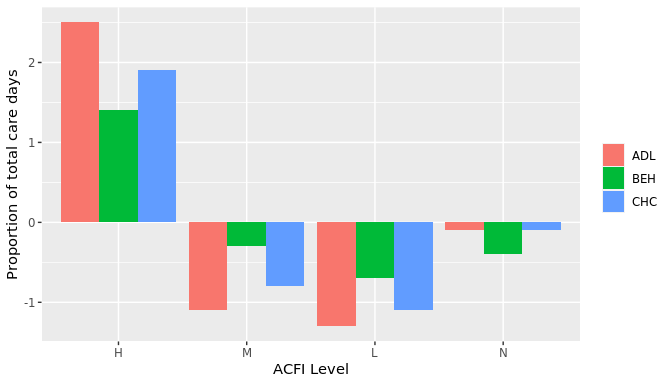 Proportion of total care days
2
1
0
-1
H M L N
ACFI Level
ADL
BEH
CHC